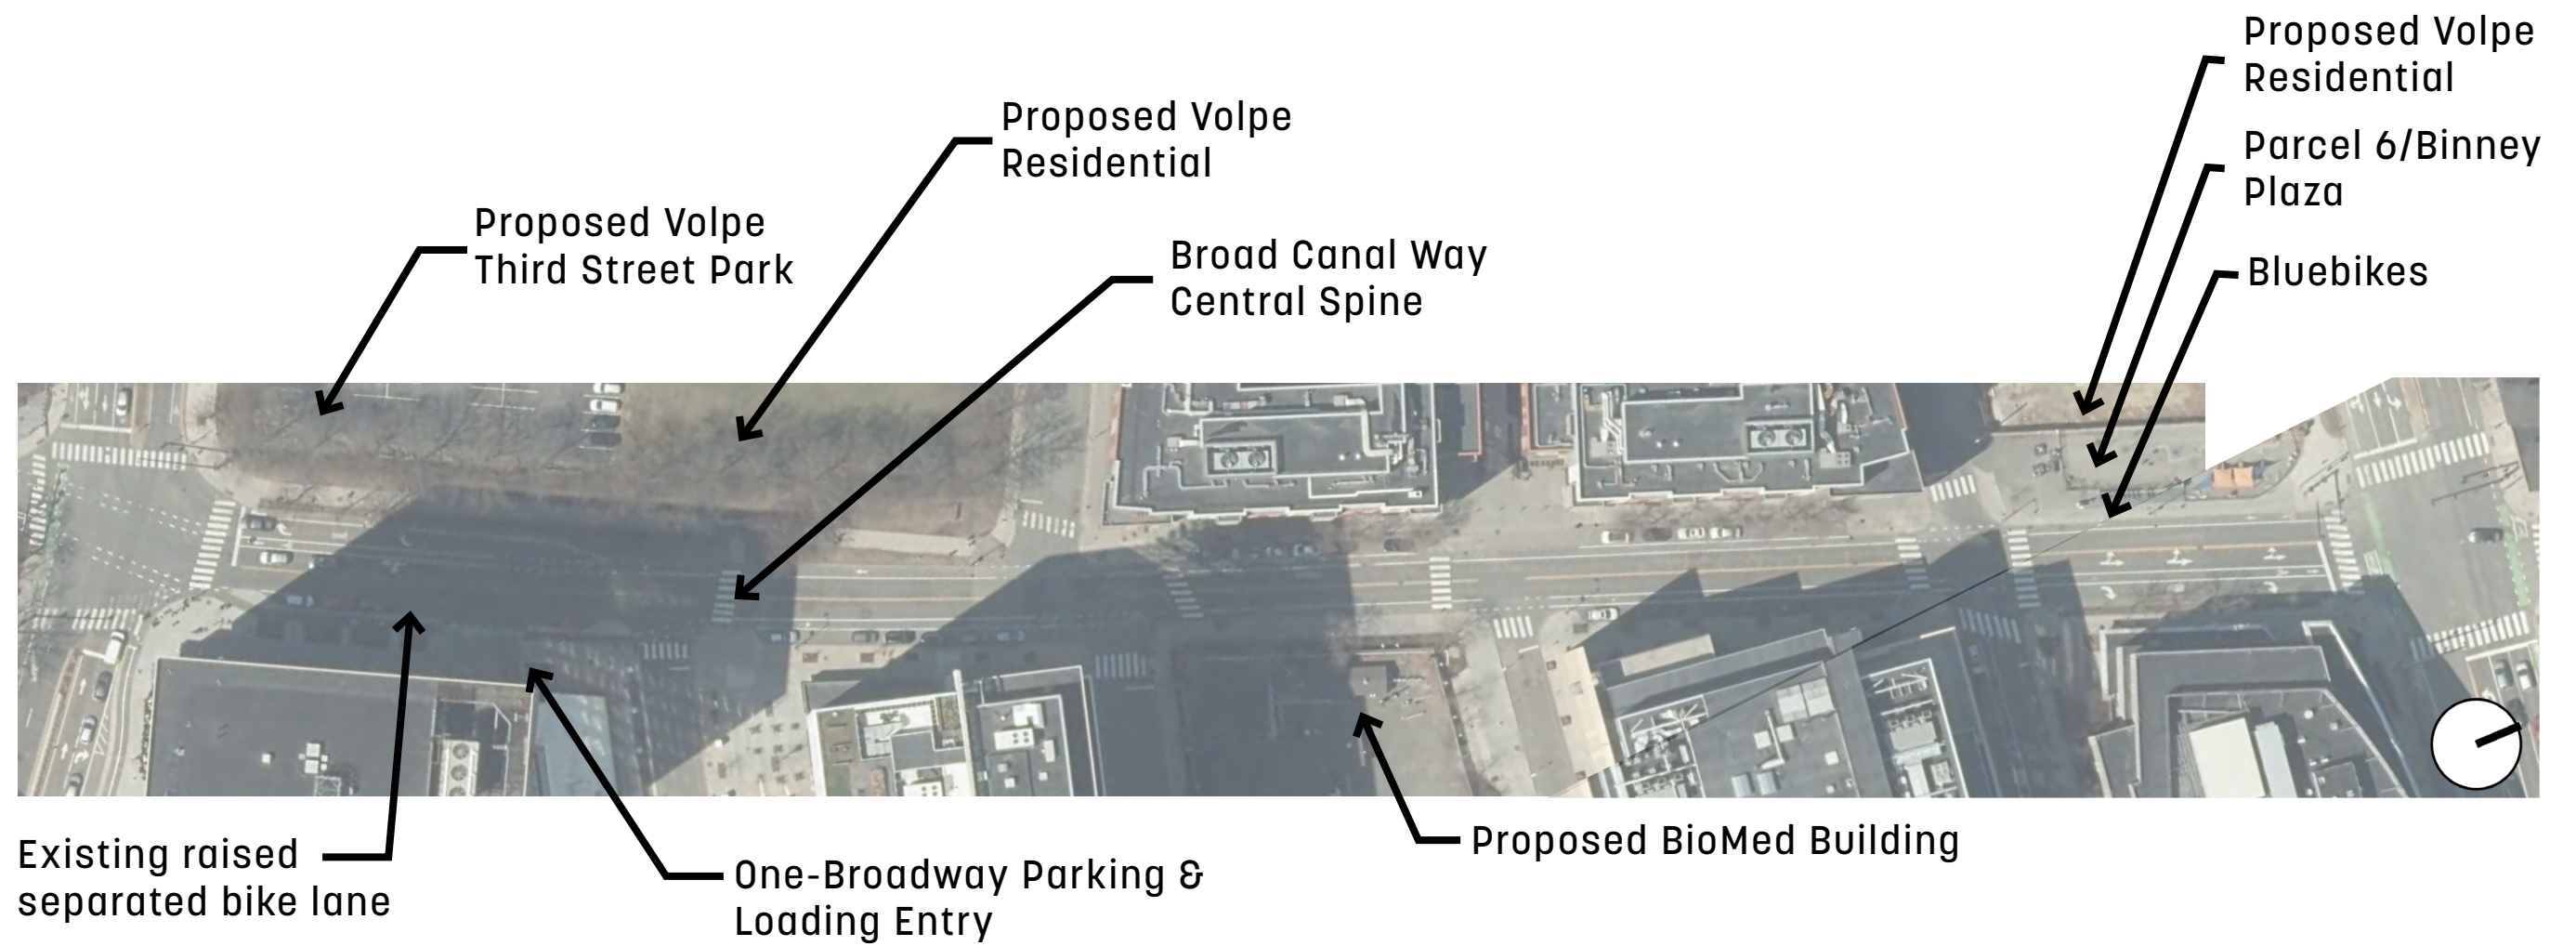 Proposed Volpe
Residential
Parcel 6/Binney
Plaza
Bluebikes
Proposed Volpe
Residential
Broad Canal Way
Central Spine
Proposed Volpe
Third Street Park
Existing raised
separated bike lane
One-Broadway Parking &
Loading Entry
Proposed BioMed Building